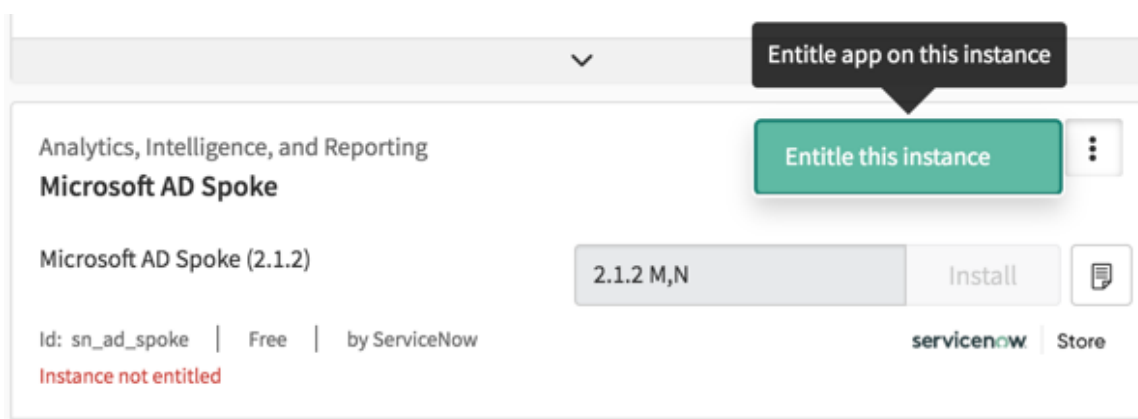 Entitle app on this instance
Analytics, Intelligence, and Reporting
Entitle this instance
Microsoft AD Spoke
Microsoft AD Spoke (2.1.2)
2.1.2 M,N
Install
Id: sn_ad_spoke | Free | by ServiceNow
servicenow Store
Instance not entitled